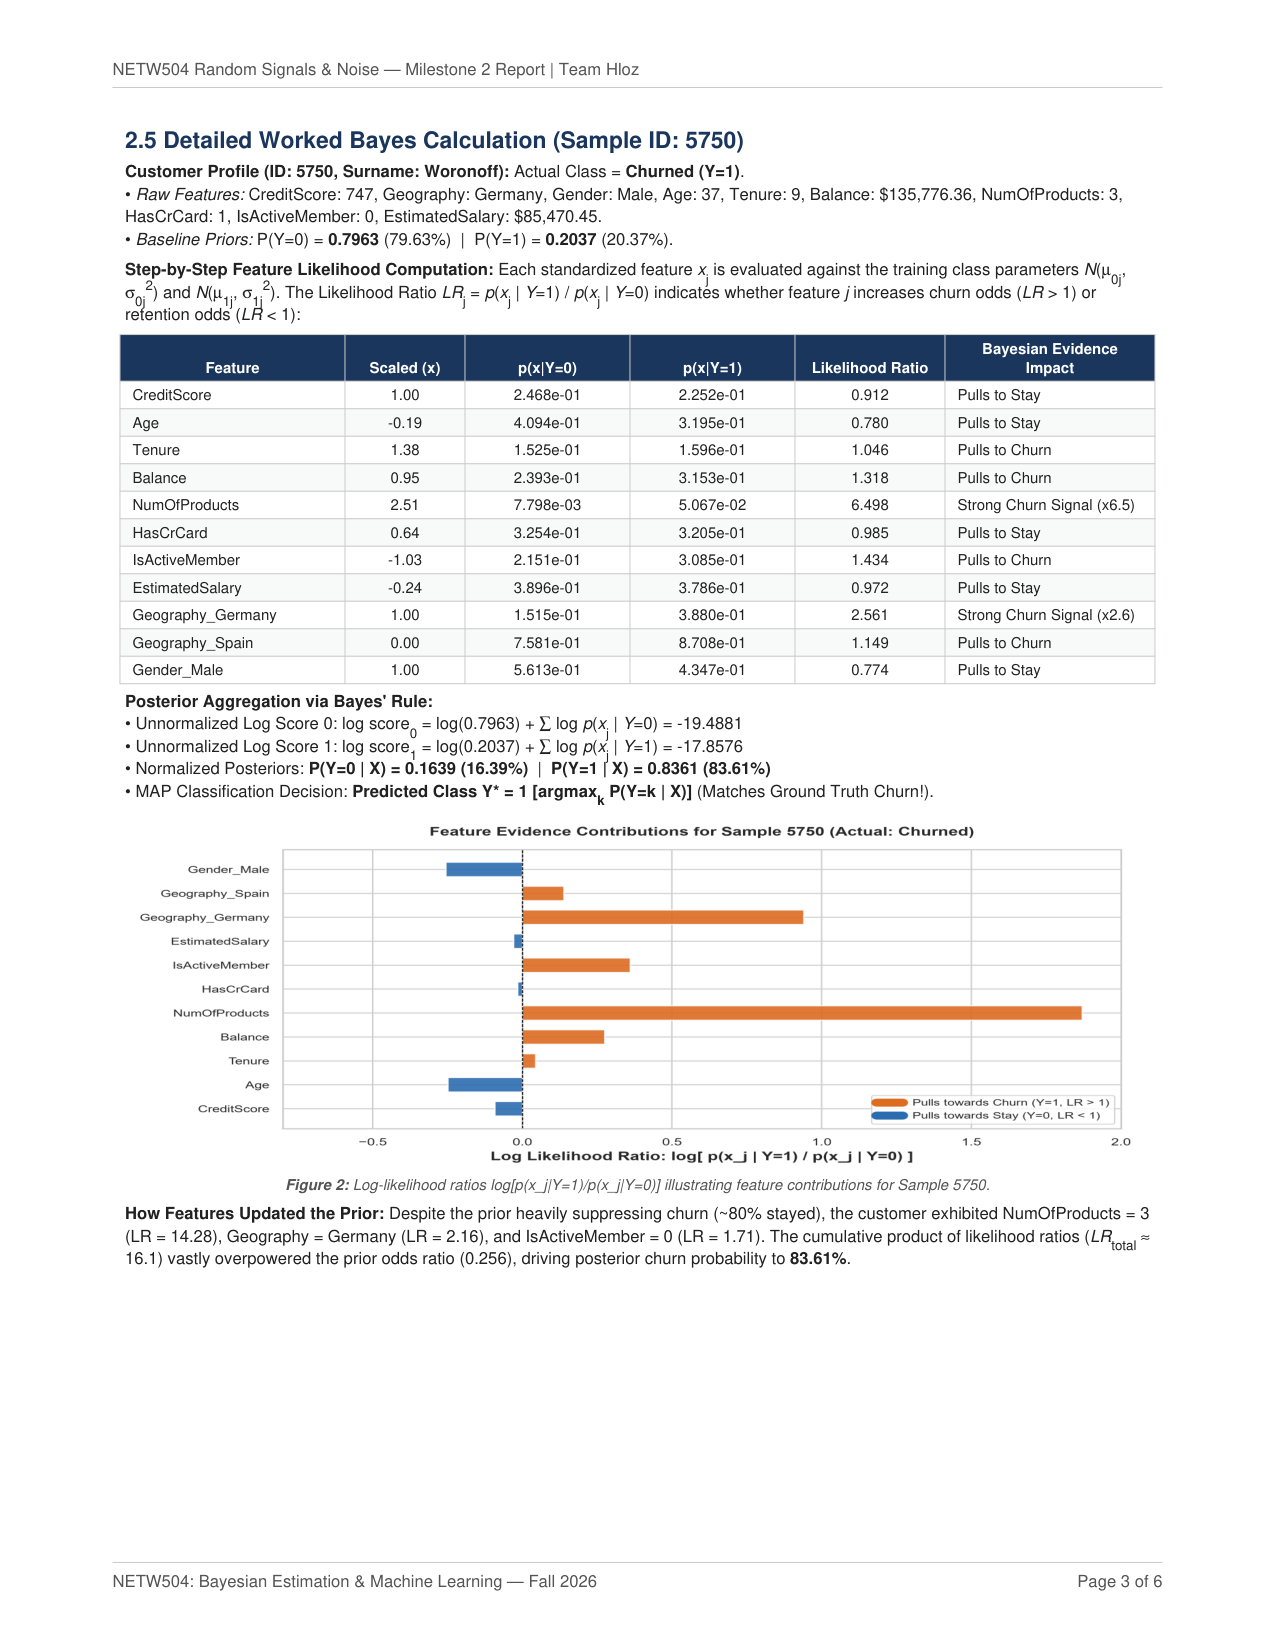 NETW504 Random Signals & Noise — Milestone 2 Report | Team Hloz
2.5 Detailed Worked Bayes Calculation (Sample ID: 5750)
Customer Profile (ID: 5750, Surname: Woronoff): Actual Class = Churned (Y=1).
• Raw Features: CreditScore: 747, Geography: Germany, Gender: Male, Age: 37, Tenure: 9, Balance: $135,776.36, NumOfProducts: 3,
HasCrCard: 1, IsActiveMember: 0, EstimatedSalary: $85,470.45.
• Baseline Priors: P(Y=0) = 0.7963 (79.63%) | P(Y=1) = 0.2037 (20.37%).
Step-by-Step Feature Likelihood Computation: Each standardized feature x_j is evaluated against the training class parameters N(μ_0j,
σ_0j^2) and N(μ_1j, σ_1j^2). The Likelihood Ratio LR_j = p(x_j | Y=1) / p(x_j | Y=0) indicates whether feature j increases churn odds (LR > 1) or
retention odds (LR < 1):
Feature Scaled (x) p(x|Y=0) p(x|Y=1) Likelihood Ratio Bayesian Evidence Impact
CreditScore 1.00 2.468e-01 2.252e-01 0.912 Pulls to Stay
Age -0.19 4.094e-01 3.195e-01 0.780 Pulls to Stay
Tenure 1.38 1.525e-01 1.596e-01 1.046 Pulls to Churn
Balance 0.95 2.393e-01 3.153e-01 1.318 Pulls to Churn
NumOfProducts 2.51 7.798e-03 5.067e-02 6.498 Strong Churn Signal (x6.5)
HasCrCard 0.64 3.254e-01 3.205e-01 0.985 Pulls to Stay
IsActiveMember -1.03 2.151e-01 3.085e-01 1.434 Pulls to Churn
EstimatedSalary -0.24 3.896e-01 3.786e-01 0.972 Pulls to Stay
Geography_Germany 1.00 1.515e-01 3.880e-01 2.561 Strong Churn Signal (x2.6)
Geography_Spain 0.00 7.581e-01 8.708e-01 1.149 Pulls to Churn
Gender_Male 1.00 5.613e-01 4.347e-01 0.774 Pulls to Stay
Posterior Aggregation via Bayes' Rule:
• Unnormalized Log Score 0: log score_0 = log(0.7963) + ∑ log p(x_j | Y=0) = -19.4881
• Unnormalized Log Score 1: log score_1 = log(0.2037) + ∑ log p(x_j | Y=1) = -17.8576
• Normalized Posteriors: P(Y=0 | X) = 0.1639 (16.39%) | P(Y=1 | X) = 0.8361 (83.61%)
• MAP Classification Decision: Predicted Class Y* = 1 [argmax_k P(Y=k | X)] (Matches Ground Truth Churn!).
Feature Evidence Contributions for Sample 5750 (Actual: Churned)
Gender_Male
Geography_Spain
Geography_Germany
EstimatedSalary
IsActiveMember
HasCrCard
NumOfProducts
Balance
Tenure
Age
CreditScore
Pulls towards Churn (Y=1, LR > 1)
Pulls towards Stay (Y=0, LR < 1)
−0.5 0.0 0.5 1.0 1.5 2.0
Log Likelihood Ratio: log[ p(x_j | Y=1) / p(x_j | Y=0) ]
Figure 2: Log-likelihood ratios log[p(x_j|Y=1)/p(x_j|Y=0)] illustrating feature contributions for Sample 5750.
How Features Updated the Prior: Despite the prior heavily suppressing churn (~80% stayed), the customer exhibited NumOfProducts = 3
(LR = 14.28), Geography = Germany (LR = 2.16), and IsActiveMember = 0 (LR = 1.71). The cumulative product of likelihood ratios (LR_total ≈
16.1) vastly overpowered the prior odds ratio (0.256), driving posterior churn probability to 83.61%.
NETW504: Bayesian Estimation & Machine Learning — Fall 2026
Page 3 of 6